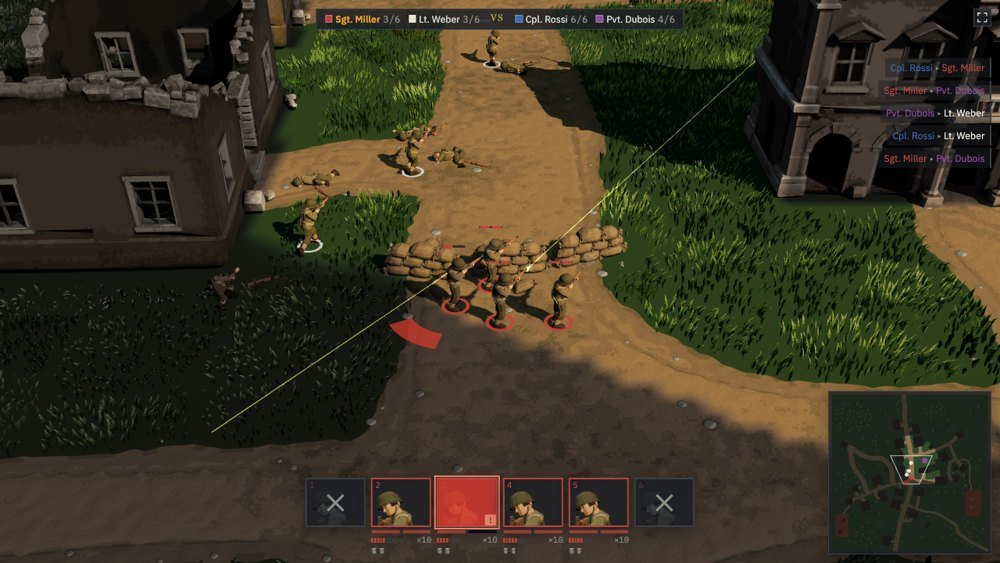 Sgt. Miller 3/6 Lt. Weber 3/6 VS Cpl. Rossi 6/6 Pvt. Dubois 4/6
Cpl. Rossi • Sgt. Miller
Sgt. Miller • Pvt. Dubois
Pvt. Dubois • Lt. Weber
Cpl. Rossi • Lt. Weber
Sgt. Miller • Pvt. Dubois
1 2 4 5 6
!
×10 ×10 ×10 ×10